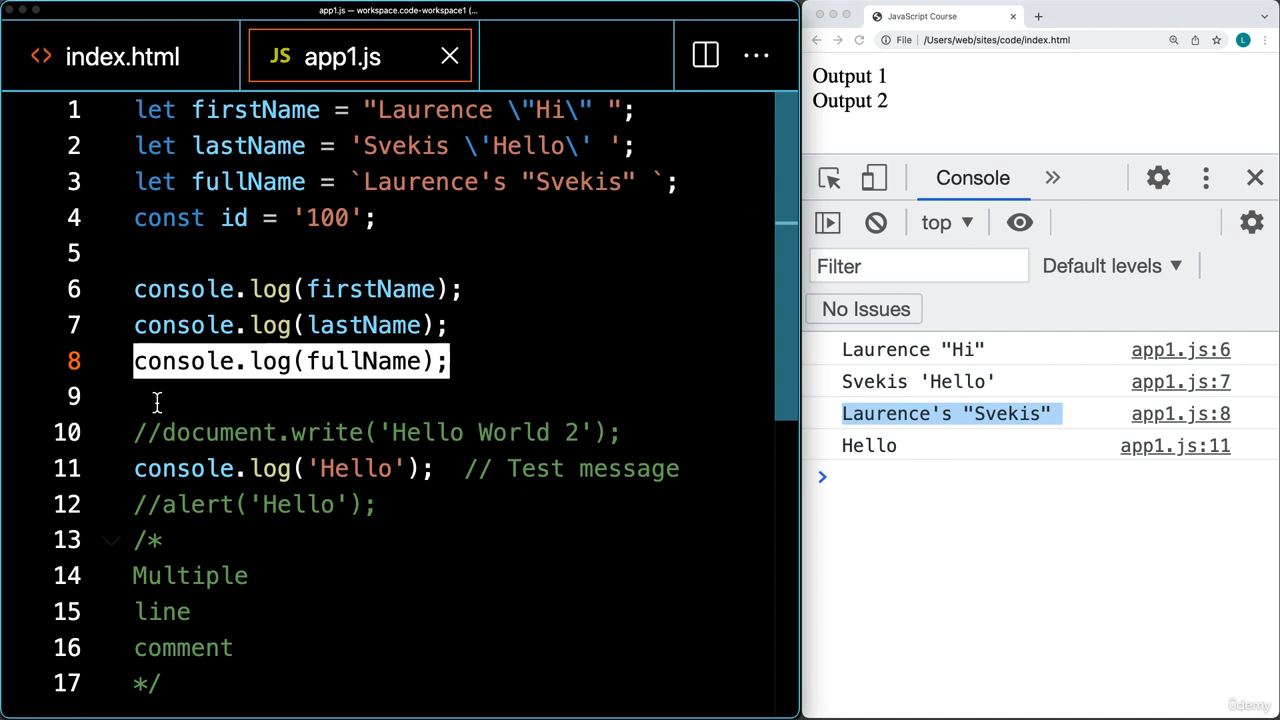 app1.js — workspace.code-workspace1 (...
<> index.html
JS app1.js
1 let firstName = "Laurence \"Hi\" ";
2 let lastName = 'Svekis \'Hello\' ';
3 let fullName = `Laurence's "Svekis" `;
4 const id = '100';
5
6 console.log(firstName);
7 console.log(lastName);
8 console.log(fullName);
9
10 //document.write('Hello World 2');
11 console.log('Hello');  // Test message
12 //alert('Hello');
13 /*
14 Multiple
15 line
16 comment
17 */
JavaScript Course
File /Users/web/sites/code/index.html L
Output 1
Output 2
Console
top
Filter Default levels
No Issues
Laurence "Hi" app1.js:6
Svekis 'Hello' app1.js:7
Laurence's "Svekis" app1.js:8
Hello app1.js:11
ûdemy